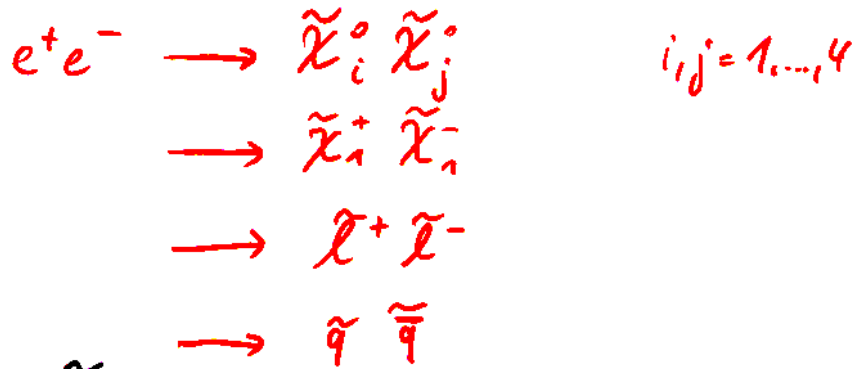 e⁺e⁻ ⟶ χ̃⁰ᵢ χ̃⁰ⱼ i,j = 1,...,4
⟶ χ̃⁺₁ χ̃⁻₁
⟶ l̃⁺ l̃⁻
⟶ q̃ q̄̃